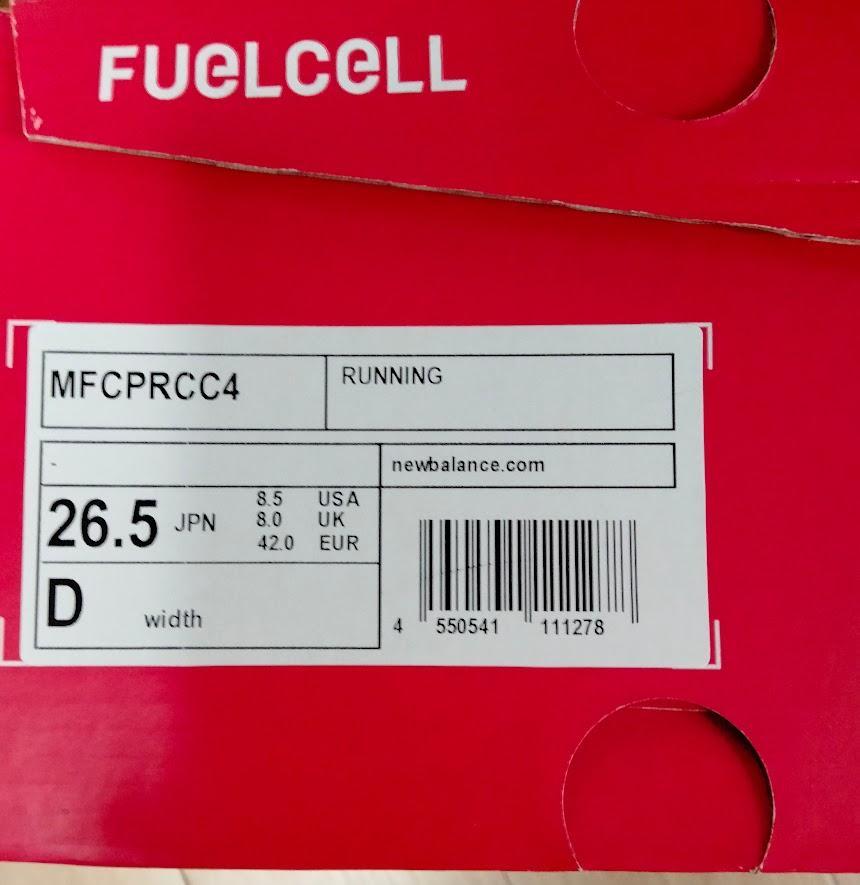 FUELCELL
MFCPRCC4
RUNNING
-
newbalance.com
26.5 JPN
8.5 USA
8.0 UK
42.0 EUR
D width
4 550541 111278